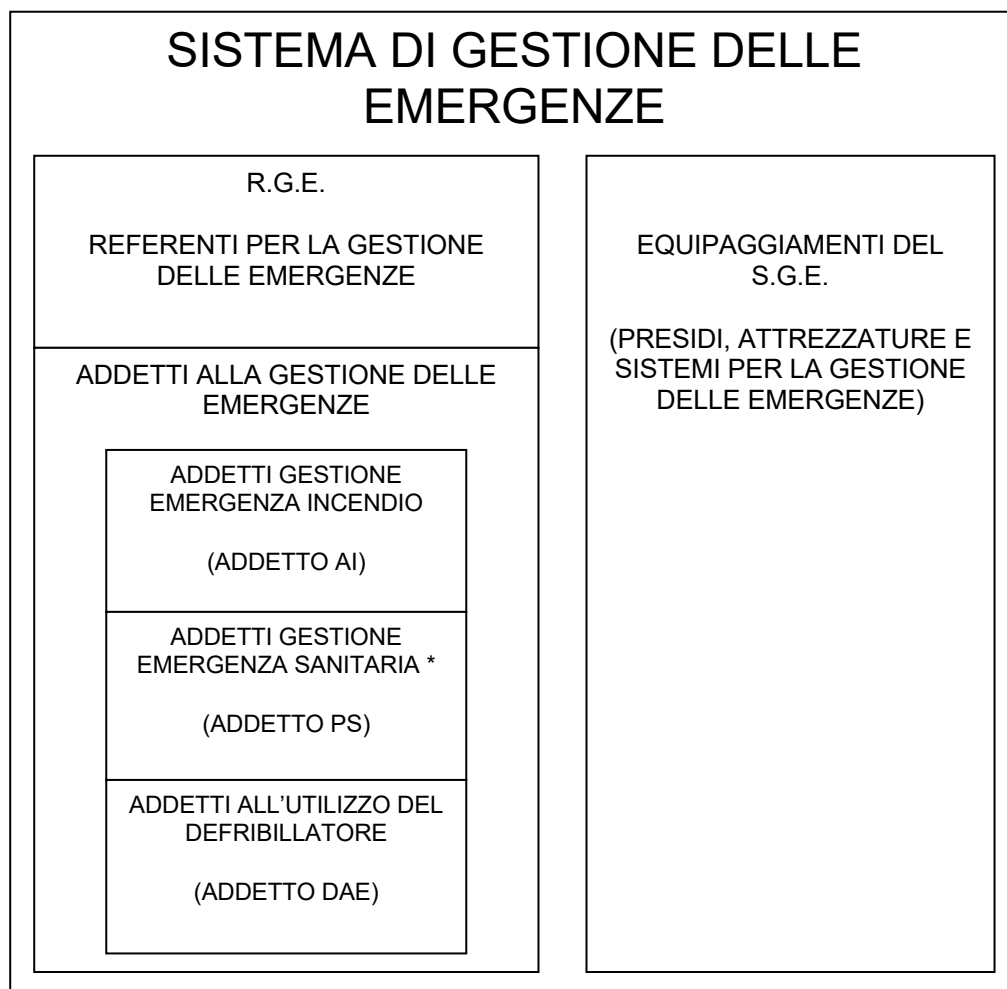 SISTEMA DI GESTIONE DELLE
EMERGENZE
R.G.E.
REFERENTI PER LA GESTIONE
DELLE EMERGENZE
ADDETTI ALLA GESTIONE DELLE
EMERGENZE
ADDETTI GESTIONE
EMERGENZA INCENDIO
(ADDETTO AI)
ADDETTI GESTIONE
EMERGENZA SANITARIA *
(ADDETTO PS)
ADDETTI ALL’UTILIZZO DEL
DEFRIBILLATORE
(ADDETTO DAE)
EQUIPAGGIAMENTI DEL
S.G.E.
(PRESIDI, ATTREZZATURE E
SISTEMI PER LA GESTIONE
DELLE EMERGENZE)